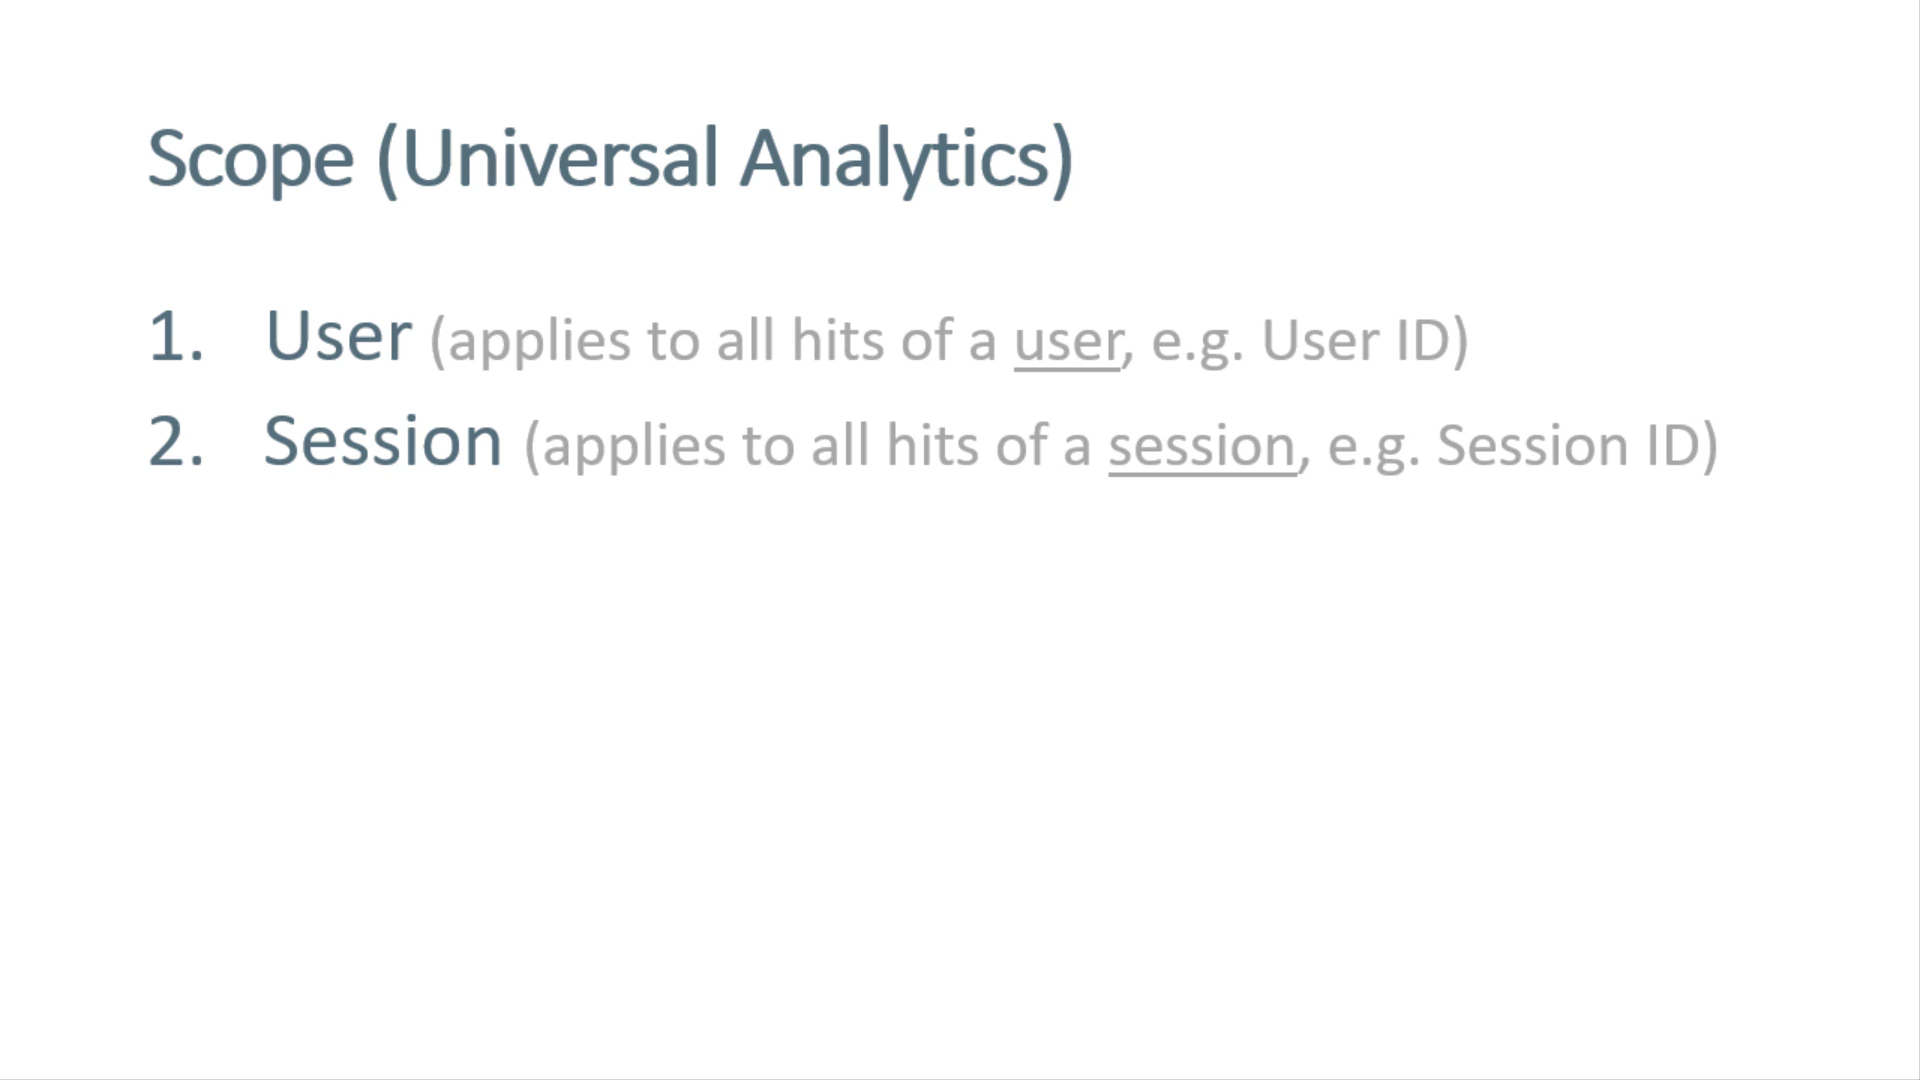 Scope (Universal Analytics)
1. User (applies to all hits of a user, e.g. User ID)
2. Session (applies to all hits of a session, e.g. Session ID)